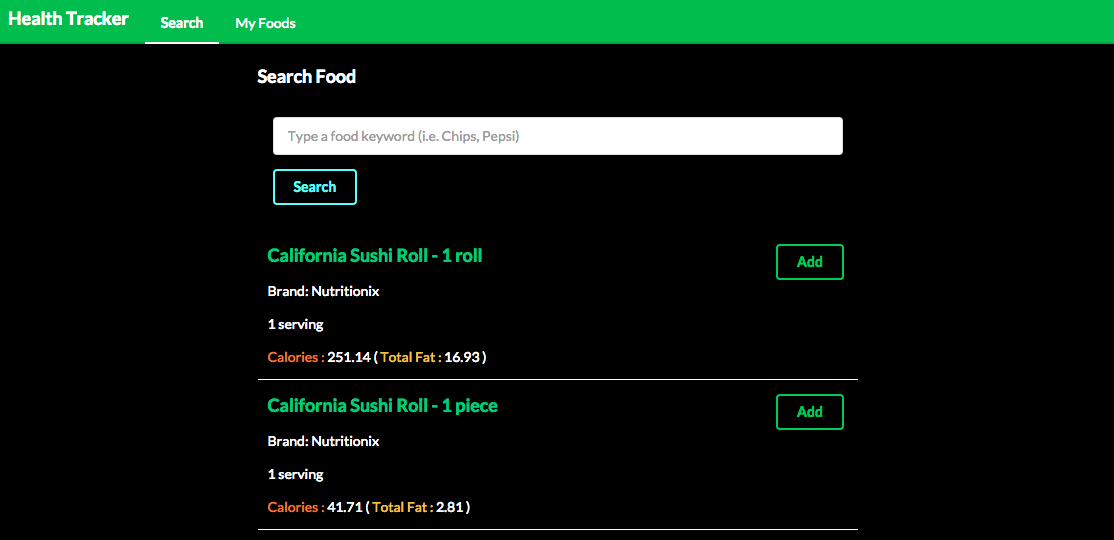 Health Tracker Search My Foods
Search Food
Type a food keyword (i.e. Chips, Pepsi)
Search
California Sushi Roll - 1 roll
Add
Brand: Nutritionix
1 serving
Calories : 251.14 ( Total Fat : 16.93 )
California Sushi Roll - 1 piece
Add
Brand: Nutritionix
1 serving
Calories : 41.71 ( Total Fat : 2.81 )